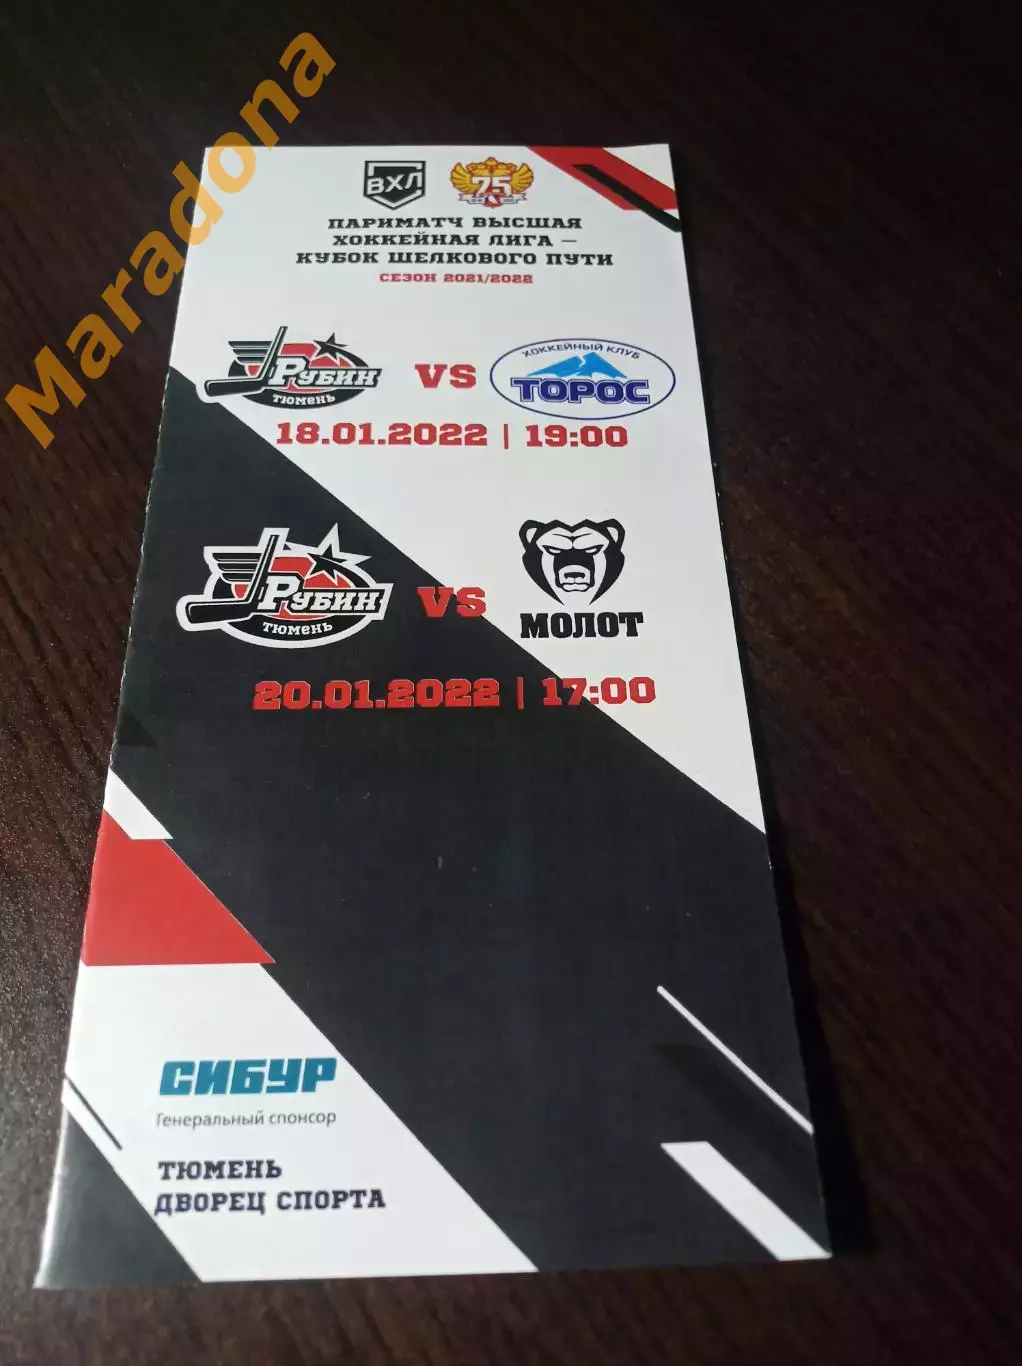 Maradona
ВХЛ
25
ПАРИМАТЧ ВЫСШАЯ
ХОККЕЙНАЯ ЛИГА –
КУБОК ШЕЛКОВОГО ПУТИ
СЕЗОН 2021/2022
РУБИН
ТЮМЕНЬ
VS
ХОККЕЙНЫЙ КЛУБ
ТОРОС
18.01.2022 | 19:00
РУБИН
ТЮМЕНЬ
VS
МОЛОТ
20.01.2022 | 17:00
СИБУР
Генеральный спонсор
ТЮМЕНЬ
ДВОРЕЦ СПОРТА